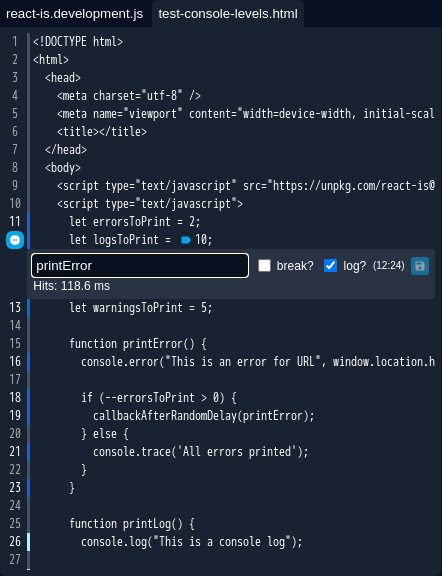 react-is.development.js test-console-levels.html
1 <!DOCTYPE html>
2 <html>
3 <head>
4 <meta charset="utf-8" />
5 <meta name="viewport" content="width=device-width, initial-scal
6 <title></title>
7 </head>
8 <body>
9 <script type="text/javascript" src="https://unpkg.com/react-is@
10 <script type="text/javascript">
11 let errorsToPrint = 2;
let logsToPrint = 10;
printError break? log? (12:24)
Hits: 118.6 ms
13 let warningsToPrint = 5;
14
15 function printError() {
16 console.error("This is an error for URL", window.location.h
17
18 if (--errorsToPrint > 0) {
19 callbackAfterRandomDelay(printError);
20 } else {
21 console.trace('All errors printed');
22 }
23 }
24
25 function printLog() {
26 console.log("This is a console log");
27